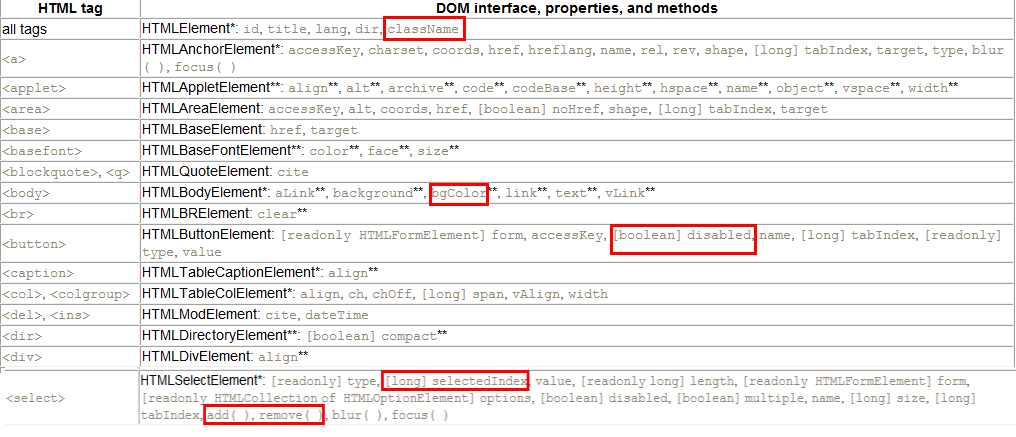 HTML tag DOM interface, properties, and methods
all tags HTMLElement*: id, title, lang, dir, className
<a> HTMLAnchorElement*: accessKey, charset, coords, href, hreflang, name, rel, rev, shape, [long] tabIndex, target, type, blur
( ), focus( )
<applet> HTMLAppletElement**: align**, alt**, archive**, code**, codeBase**, height**, hspace**, name**, object**, vspace**, width**
<area> HTMLAreaElement: accessKey, alt, coords, href, [boolean] noHref, shape, [long] tabIndex, target
<base> HTMLBaseElement: href, target
<basefont> HTMLBaseFontElement**: color**, face**, size**
<blockquote>, <q> HTMLQuoteElement: cite
<body> HTMLBodyElement*: aLink**, background**, bgColor**, link**, text**, vLink**
<br> HTMLBRElement: clear**
<button> HTMLButtonElement: [readonly HTMLFormElement] form, accessKey, [boolean] disabled, name, [long] tabIndex, [readonly]
type, value
<caption> HTMLTableCaptionElement*: align**
<col>, <colgroup> HTMLTableColElement*: align, ch, chOff, [long] span, vAlign, width
<del>, <ins> HTMLModElement: cite, dateTime
<dir> HTMLDirectoryElement**: [boolean] compact**
<div> HTMLDivElement: align**
<select> HTMLSelectElement*: [readonly] type, [long] selectedIndex, value, [readonly long] length, [readonly HTMLFormElement] form,
[readonly HTMLCollection of HTMLOptionElement] options, [boolean] disabled, [boolean] multiple, name, [long] size, [long]
tabIndex, add( ), remove( ), blur( ), focus( )